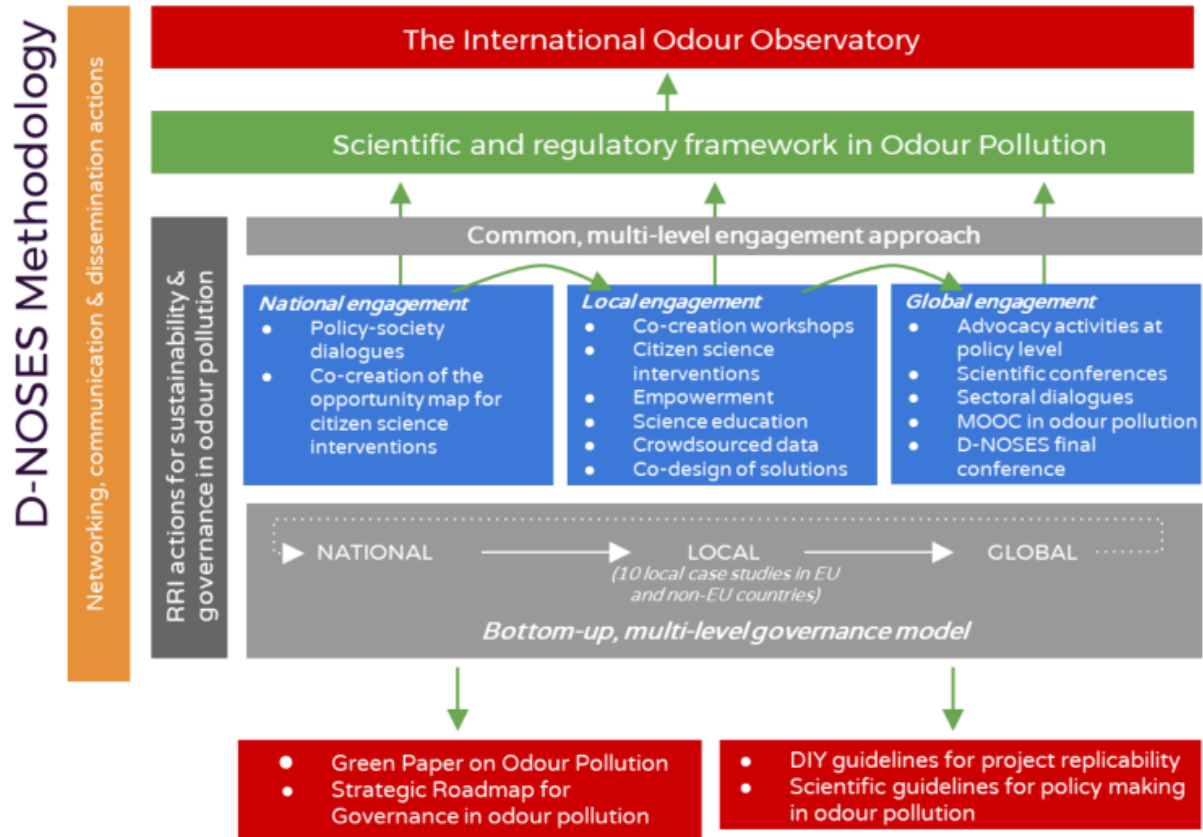 D-NOSES Methodology
Networking, communication & dissemination actions
The International Odour Observatory
Scientific and regulatory framework in Odour Pollution
RRI actions for sustainability &
governance in odour pollution
Common, multi-level engagement approach
National engagement
● Policy-society
dialogues
● Co-creation of the
opportunity map for
citizen science
interventions
Local engagement
● Co-creation workshops
● Citizen science
interventions
● Empowerment
● Science education
● Crowdsourced data
● Co-design of solutions
Global engagement
● Advocacy activities at
policy level
● Scientific conferences
● Sectoral dialogues
● MOOC in odour pollution
● D-NOSES final
conference
NATIONAL
LOCAL
GLOBAL
(10 local case studies in EU
and non-EU countries)
Bottom-up, multi-level governance model
● Green Paper on Odour Pollution
● Strategic Roadmap for
Governance in odour pollution
● DIY guidelines for project replicability
● Scientific guidelines for policy making
in odour pollution